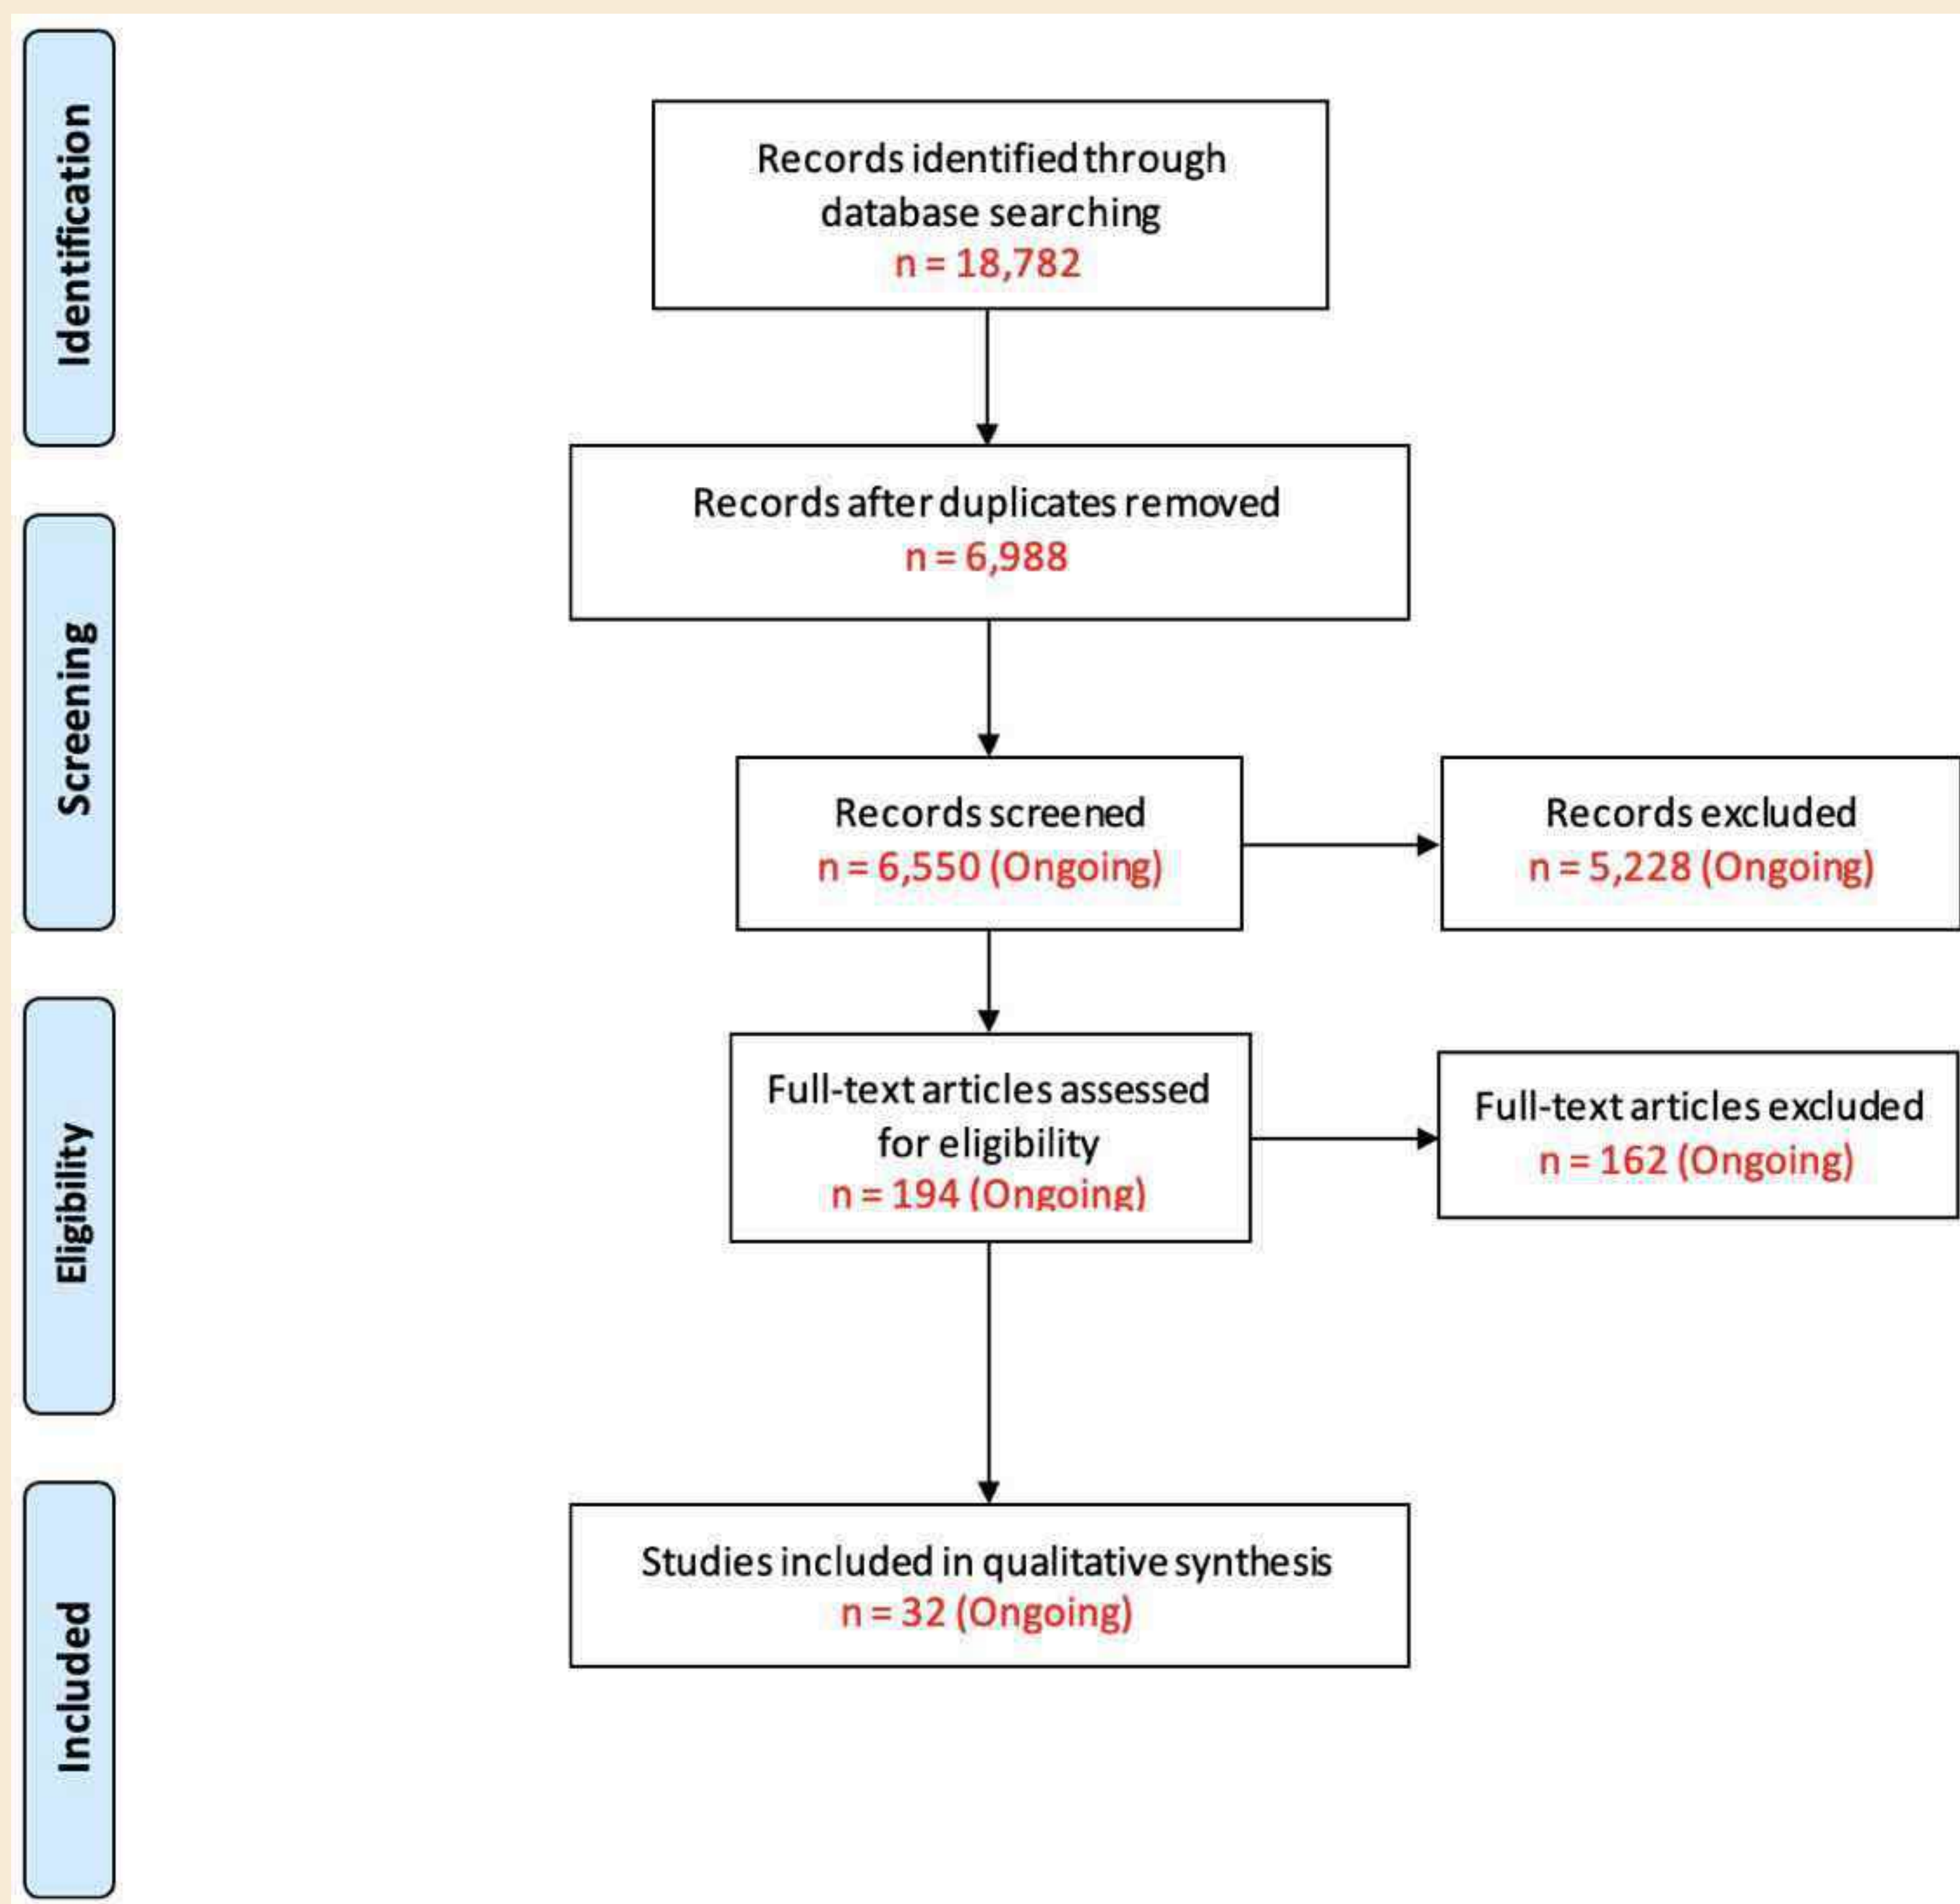 Identification
Records identified through
database searching
n = 18,782
Records after duplicates removed
n = 6,988
Screening
Records screened
n = 6,550 (Ongoing)
Records excluded
n = 5,228 (Ongoing)
Eligibility
Full-text articles assessed
for eligibility
n = 194 (Ongoing)
Full-text articles excluded
n = 162 (Ongoing)
Included
Studies included in qualitative synthesis
n = 32 (Ongoing)